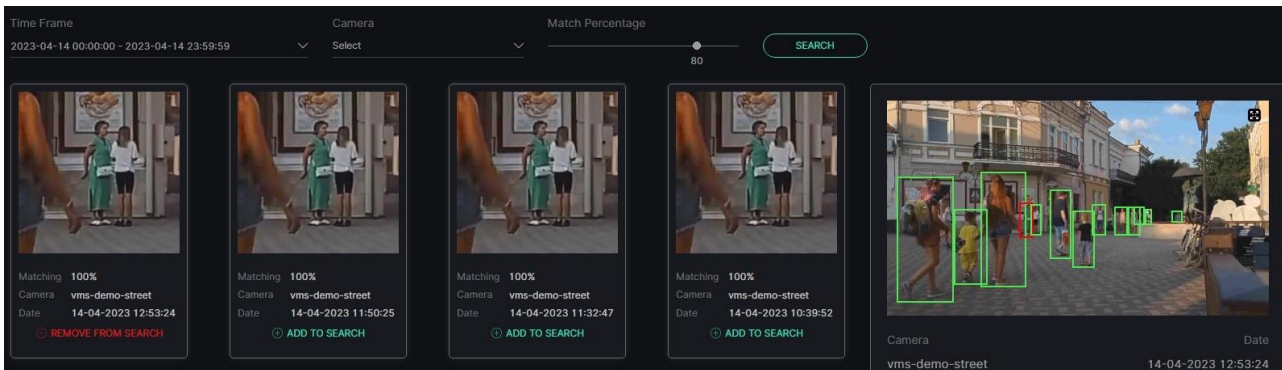 Time Frame
Camera
Match Percentage
2023-04-14 00:00:00 - 2023-04-14 23:59:59
Select
80
SEARCH
Matching 100%
Camera vms-demo-street
Date 14-04-2023 12:53:24
REMOVE FROM SEARCH
Matching 100%
Camera vms-demo-street
Date 14-04-2023 11:50:25
ADD TO SEARCH
Matching 100%
Camera vms-demo-street
Date 14-04-2023 11:32:47
ADD TO SEARCH
Matching 100%
Camera vms-demo-street
Date 14-04-2023 10:39:52
ADD TO SEARCH
Camera Date
vms-demo-street 14-04-2023 12:53:24